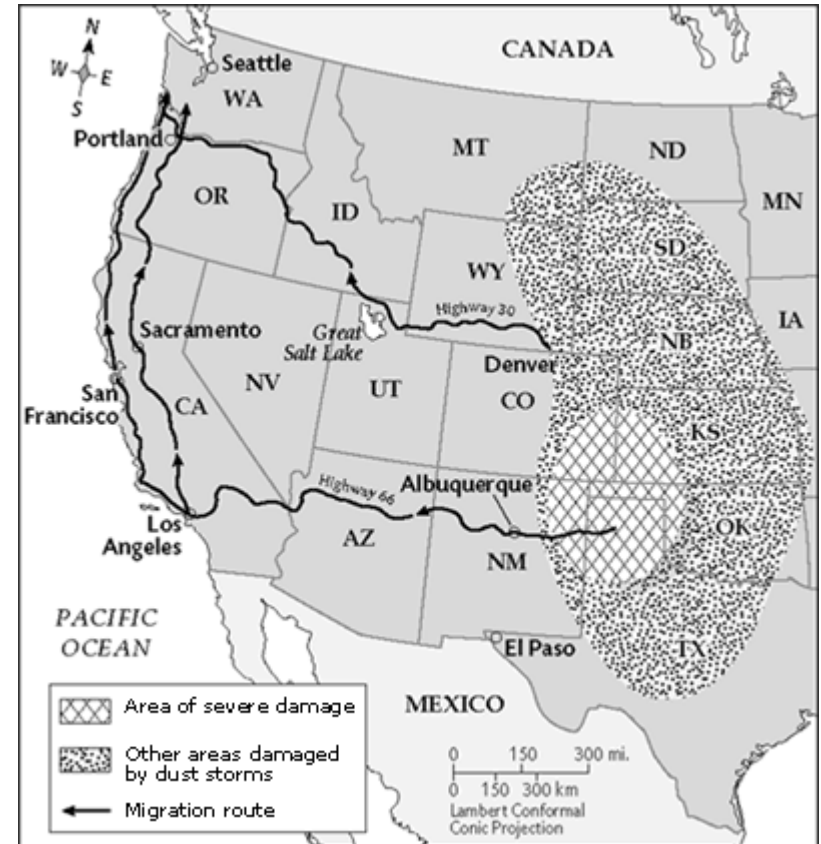 CANADA
N
W
E
S
Seattle
WA
Portland
MT
ND
MN
OR
ID
SD
WY
Highway 30
IA
Sacramento
Great
Salt Lake
NB
Denver
NV
UT
CO
San
Francisco
CA
KS
Highway 66
Albuquerque
Los
Angeles
AZ
NM
OK
PACIFIC
OCEAN
El Paso
TX
MEXICO
Area of severe damage
Other areas damaged
by dust storms
Migration route
0 150 300 mi.
0 150 300 km
Lambert Conformal
Conic Projection